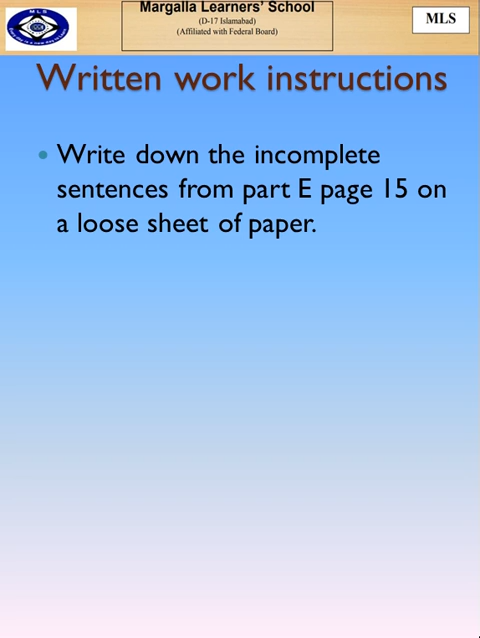 Margalla Learners' School
(D-17 Islamabad)
(Affiliated with Federal Board)
MLS
M L S
Written work instructions
Write down the incomplete
sentences from part E page 15 on
a loose sheet of paper.